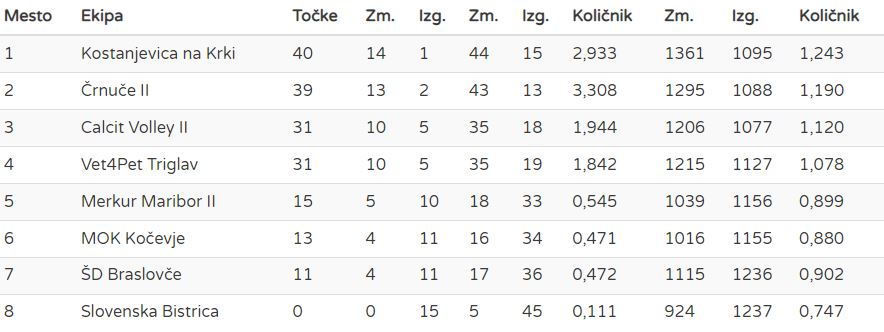 Mesto Ekipa Točke Zm. Izg. Zm. Izg. Količnik Zm. Izg. Količnik
1 Kostanjevica na Krki 40 14 1 44 15 2,933 1361 1095 1,243
2 Črnuče II 39 13 2 43 13 3,308 1295 1088 1,190
3 Calcit Volley II 31 10 5 35 18 1,944 1206 1077 1,120
4 Vet4Pet Triglav 31 10 5 35 19 1,842 1215 1127 1,078
5 Merkur Maribor II 15 5 10 18 33 0,545 1039 1156 0,899
6 MOK Kočevje 13 4 11 16 34 0,471 1016 1155 0,880
7 ŠD Braslovče 11 4 11 17 36 0,472 1115 1236 0,902
8 Slovenska Bistrica 0 0 15 5 45 0,111 924 1237 0,747